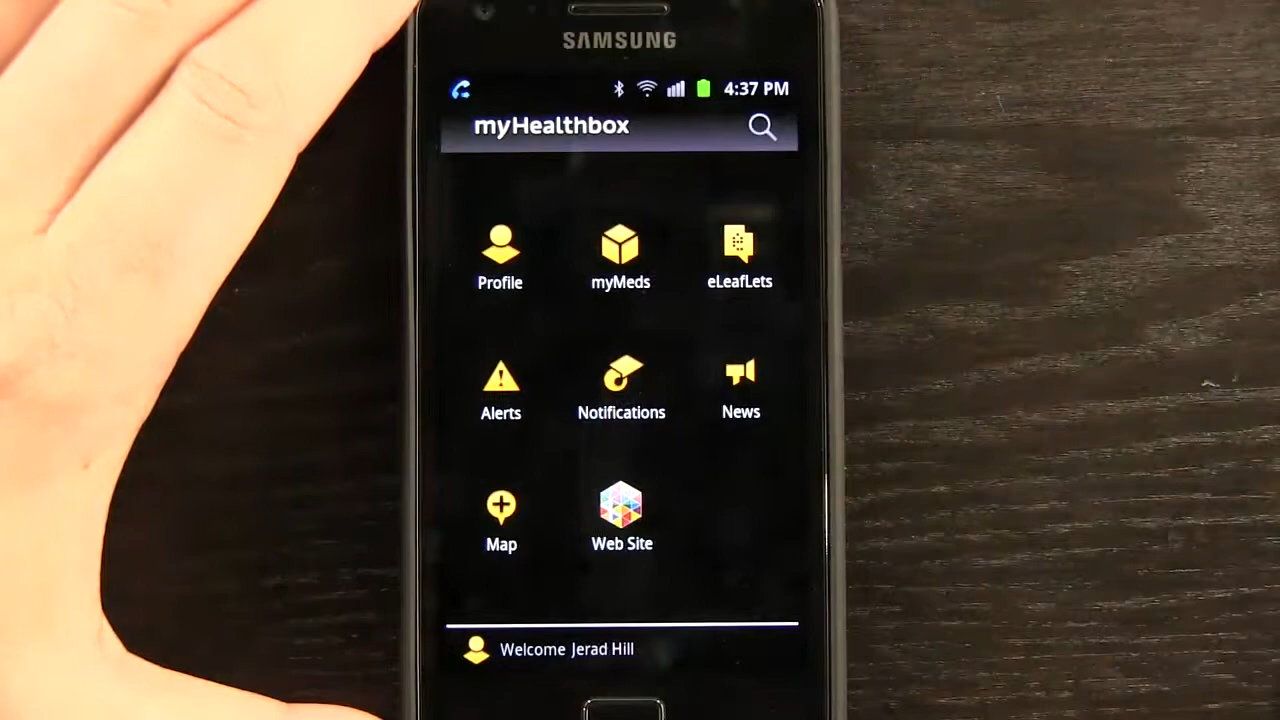 SAMSUNG
4:37 PM
myHealthbox
Profile
myMeds
eLeafLets
Alerts
Notifications
News
Map
Web Site
Welcome Jerad Hill